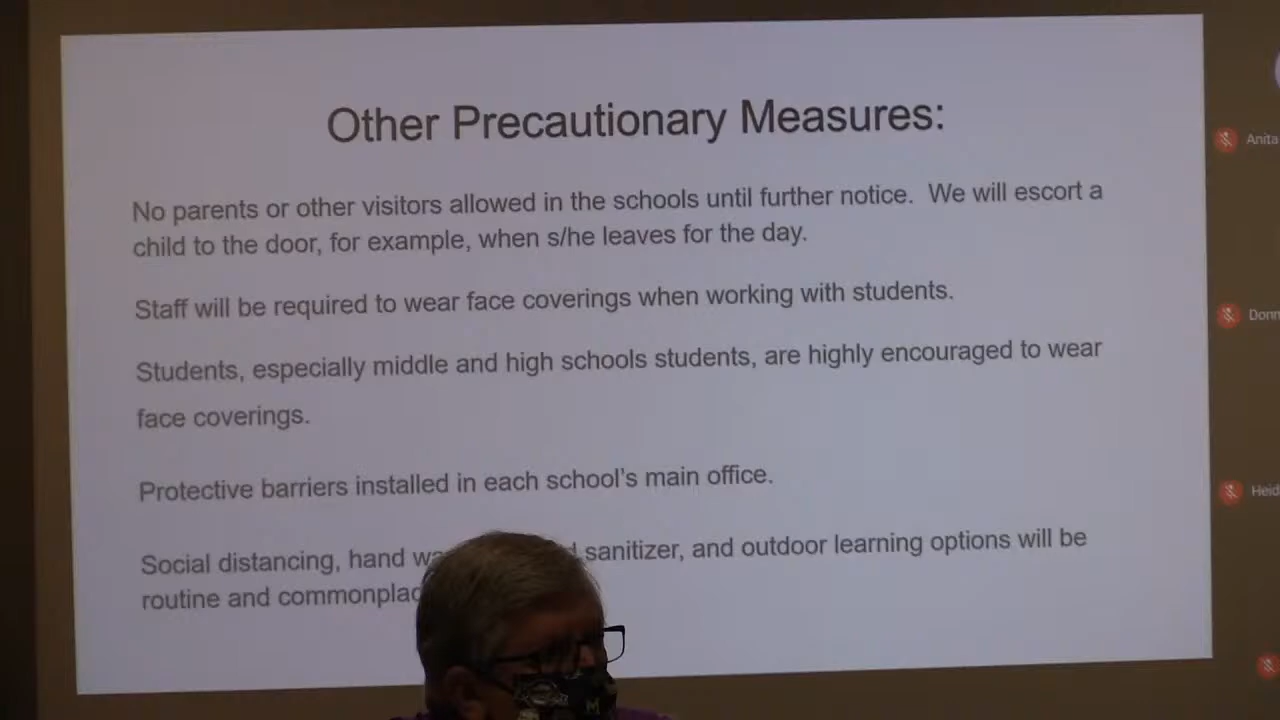 Other Precautionary Measures:
No parents or other visitors allowed in the schools until further notice. We will escort a
child to the door, for example, when s/he leaves for the day.
Staff will be required to wear face coverings when working with students.
Students, especially middle and high schools students, are highly encouraged to wear
face coverings.
Protective barriers installed in each school's main office.
Social distancing, hand sanitizer, and outdoor learning options will be
routine and
Anita
M